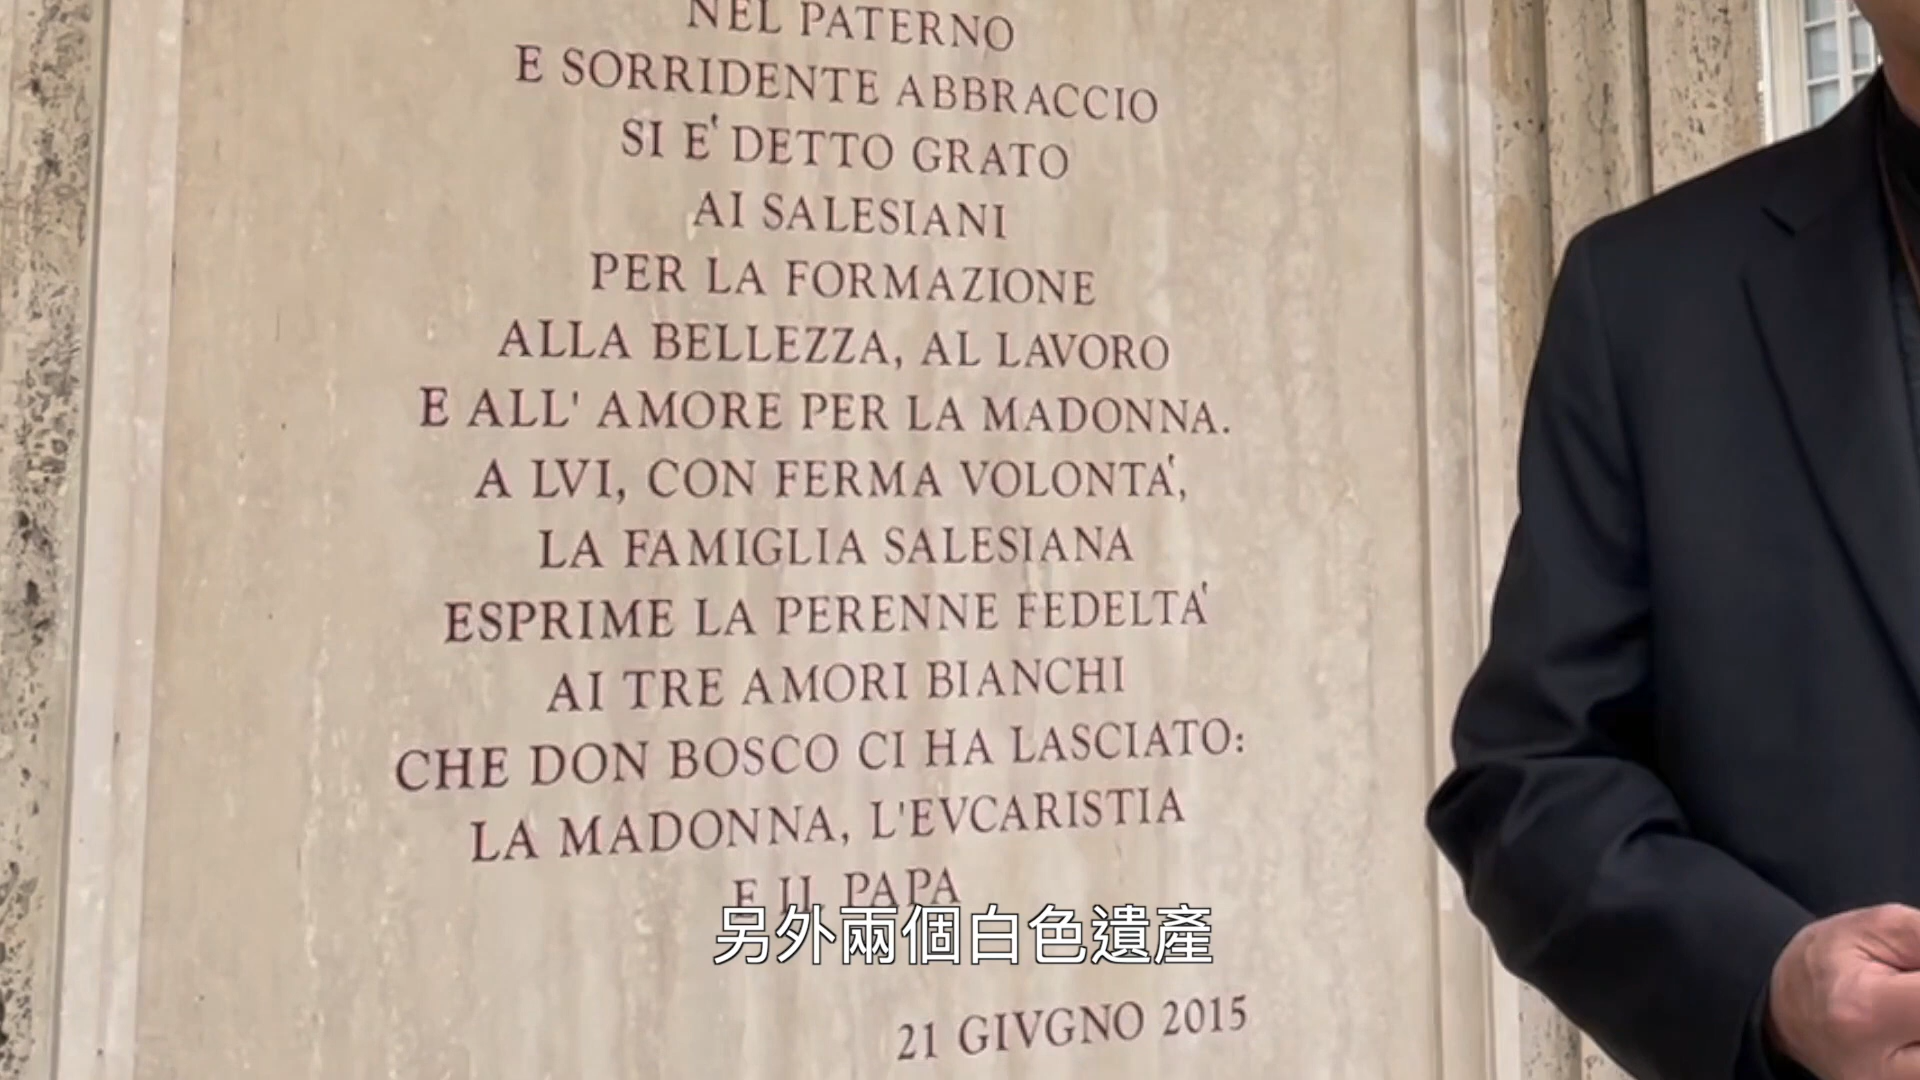 NEL PATERNO
E SORRIDENTE ABBRACCIO
SI E' DETTO GRATO
AI SALESIANI
PER LA FORMAZIONE
ALLA BELLEZZA, AL LAVORO
E ALL' AMORE PER LA MADONNA.
A LVI, CON FERMA VOLONTA',
LA FAMIGLIA SALESIANA
ESPRIME LA PERENNE FEDELTA'
AI TRE AMORI BIANCHI
CHE DON BOSCO CI HA LASCIATO:
LA MADONNA, L'EVCARISTIA
E IL PAPA
另外兩個白色遺產
21 GIVGNO 2015